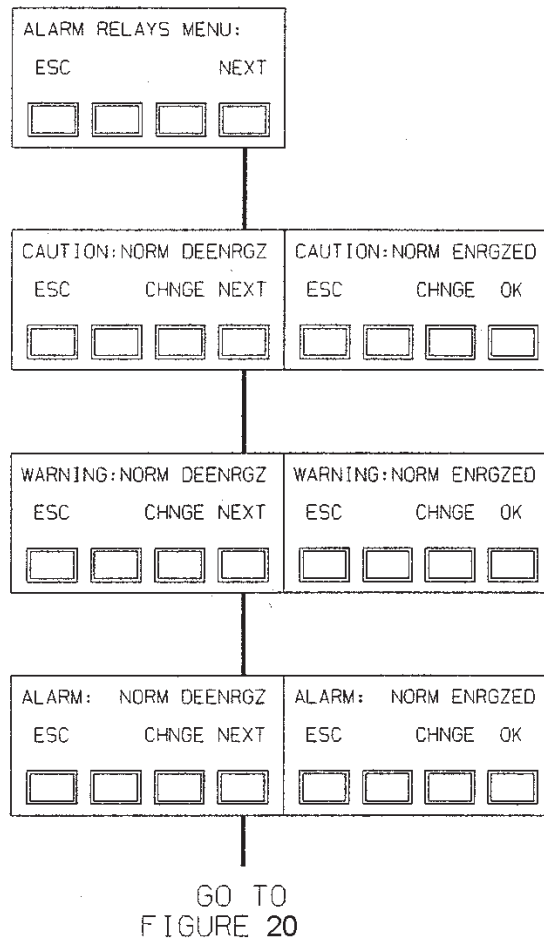 ALARM RELAYS MENU:
ESC NEXT
CAUTION:NORM DEENRGZ
ESC CHNGE NEXT
CAUTION:NORM ENRGZED
ESC CHNGE OK
WARNING:NORM DEENRGZ
ESC CHNGE NEXT
WARNING:NORM ENRGZED
ESC CHNGE OK
ALARM: NORM DEENRGZ
ESC CHNGE NEXT
ALARM: NORM ENRGZED
ESC CHNGE OK
GO TO
FIGURE 20